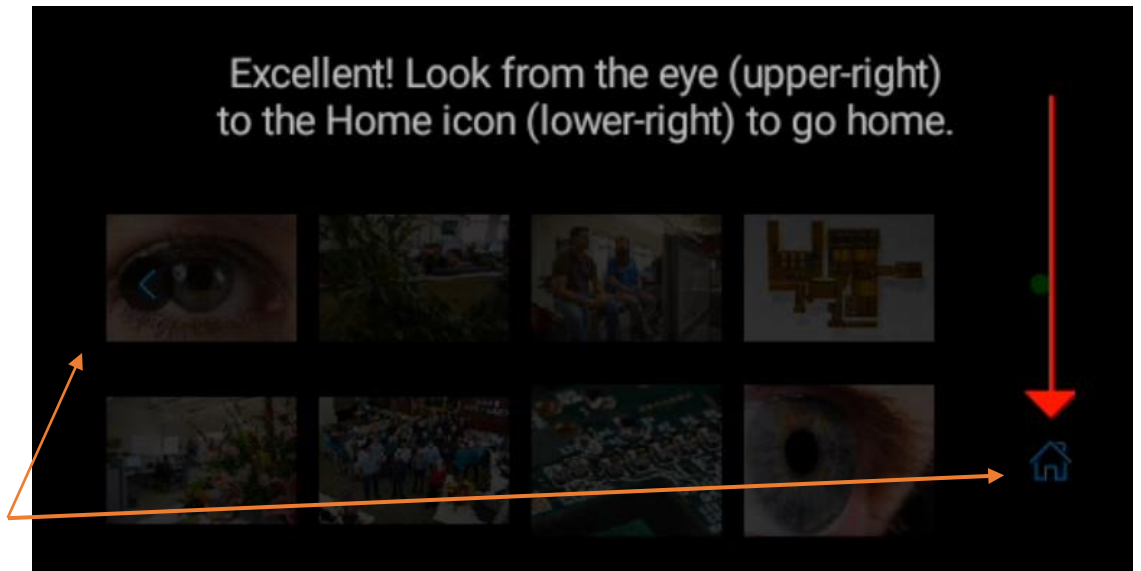 Excellent! Look from the eye (upper-right)
to the Home icon (lower-right) to go home.